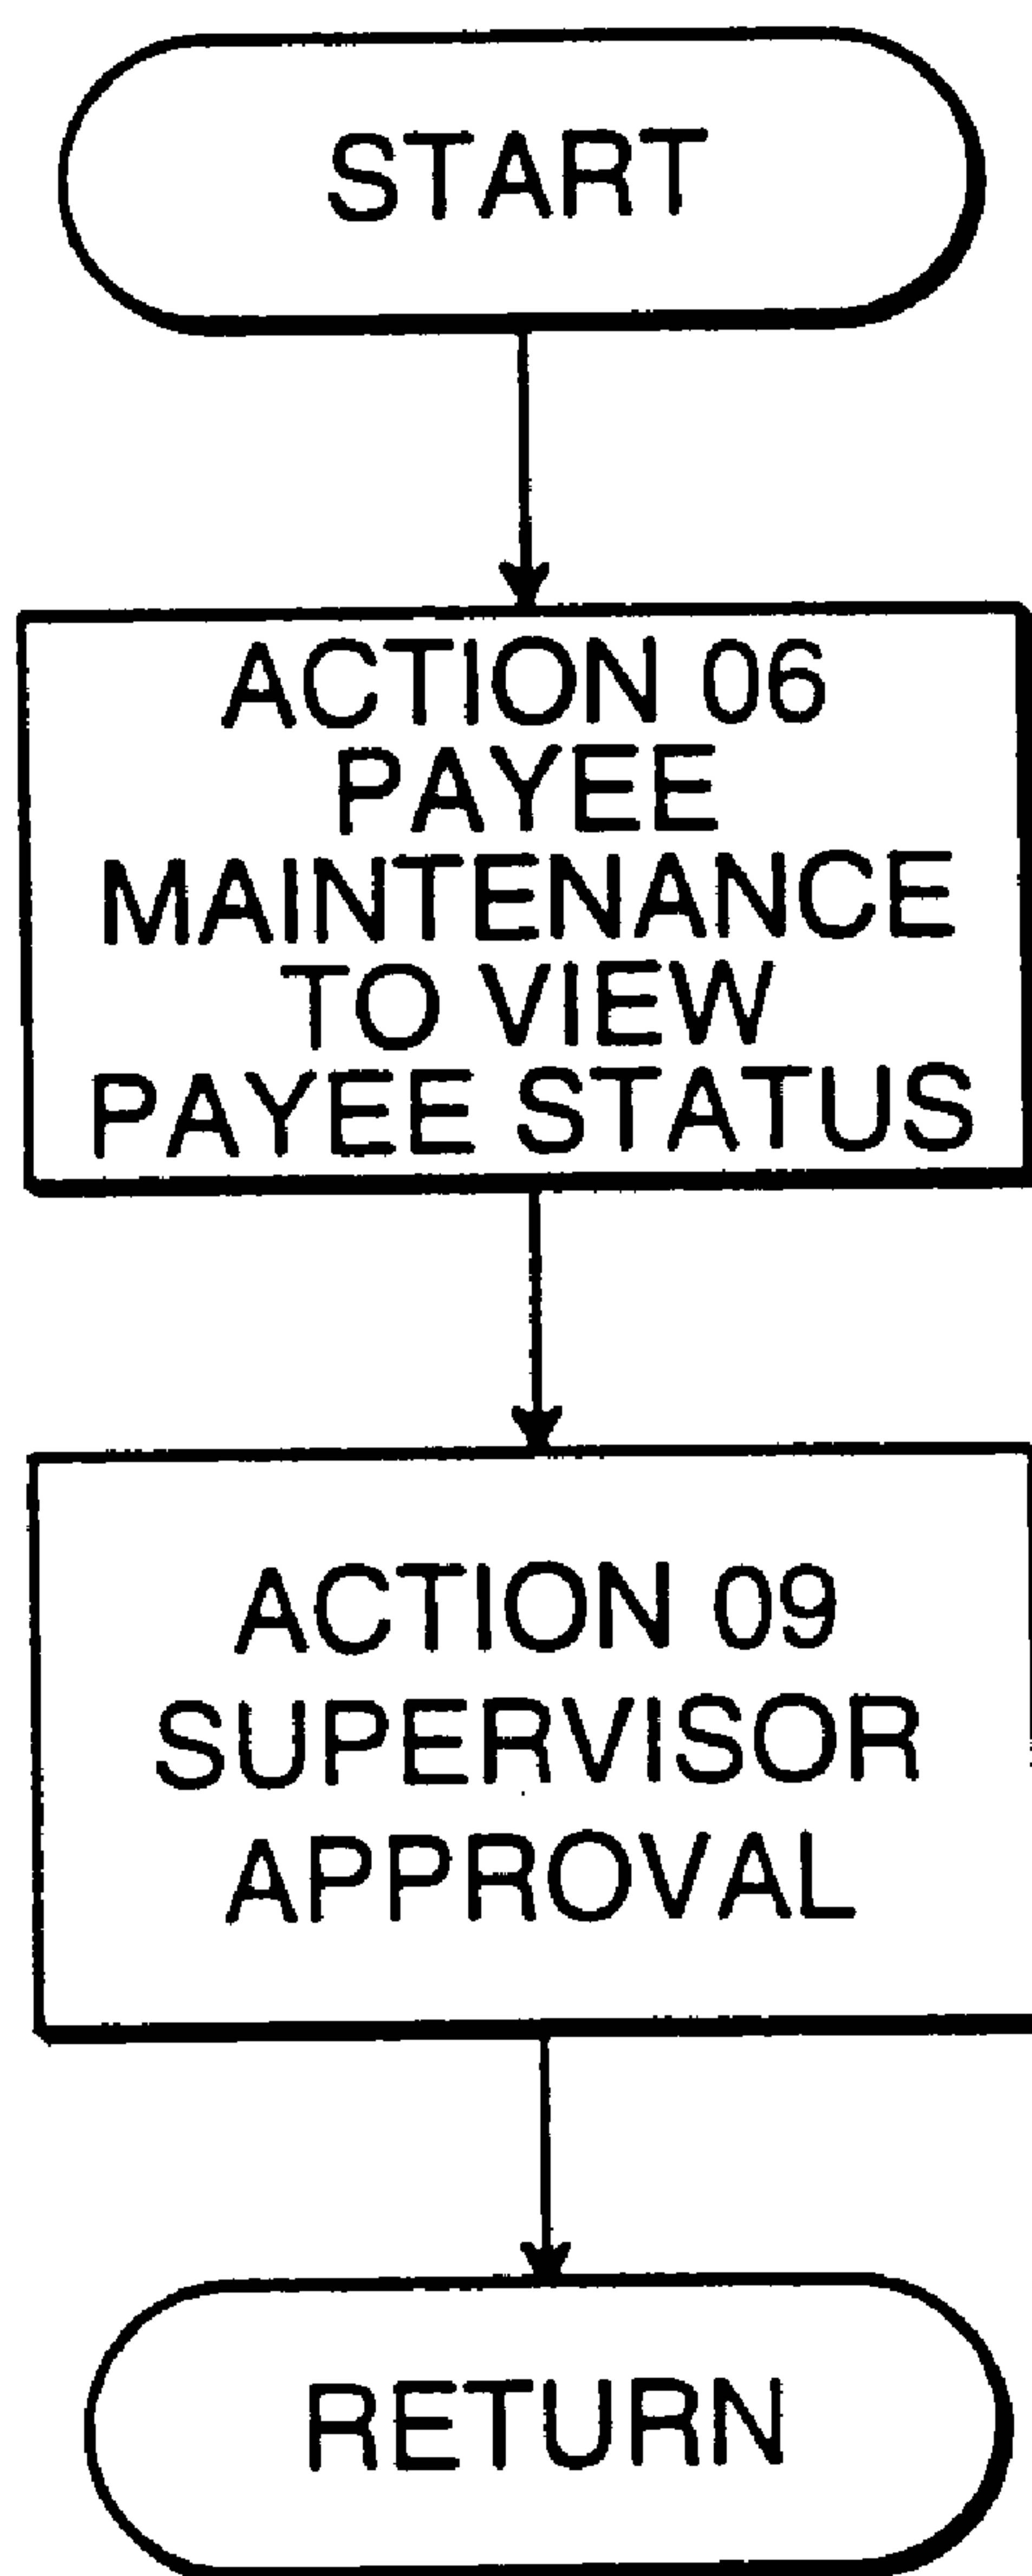 START
ACTION 06
PAYEE
MAINTENANCE
TO VIEW
PAYEE STATUS
ACTION 09
SUPERVISOR
APPROVAL
RETURN